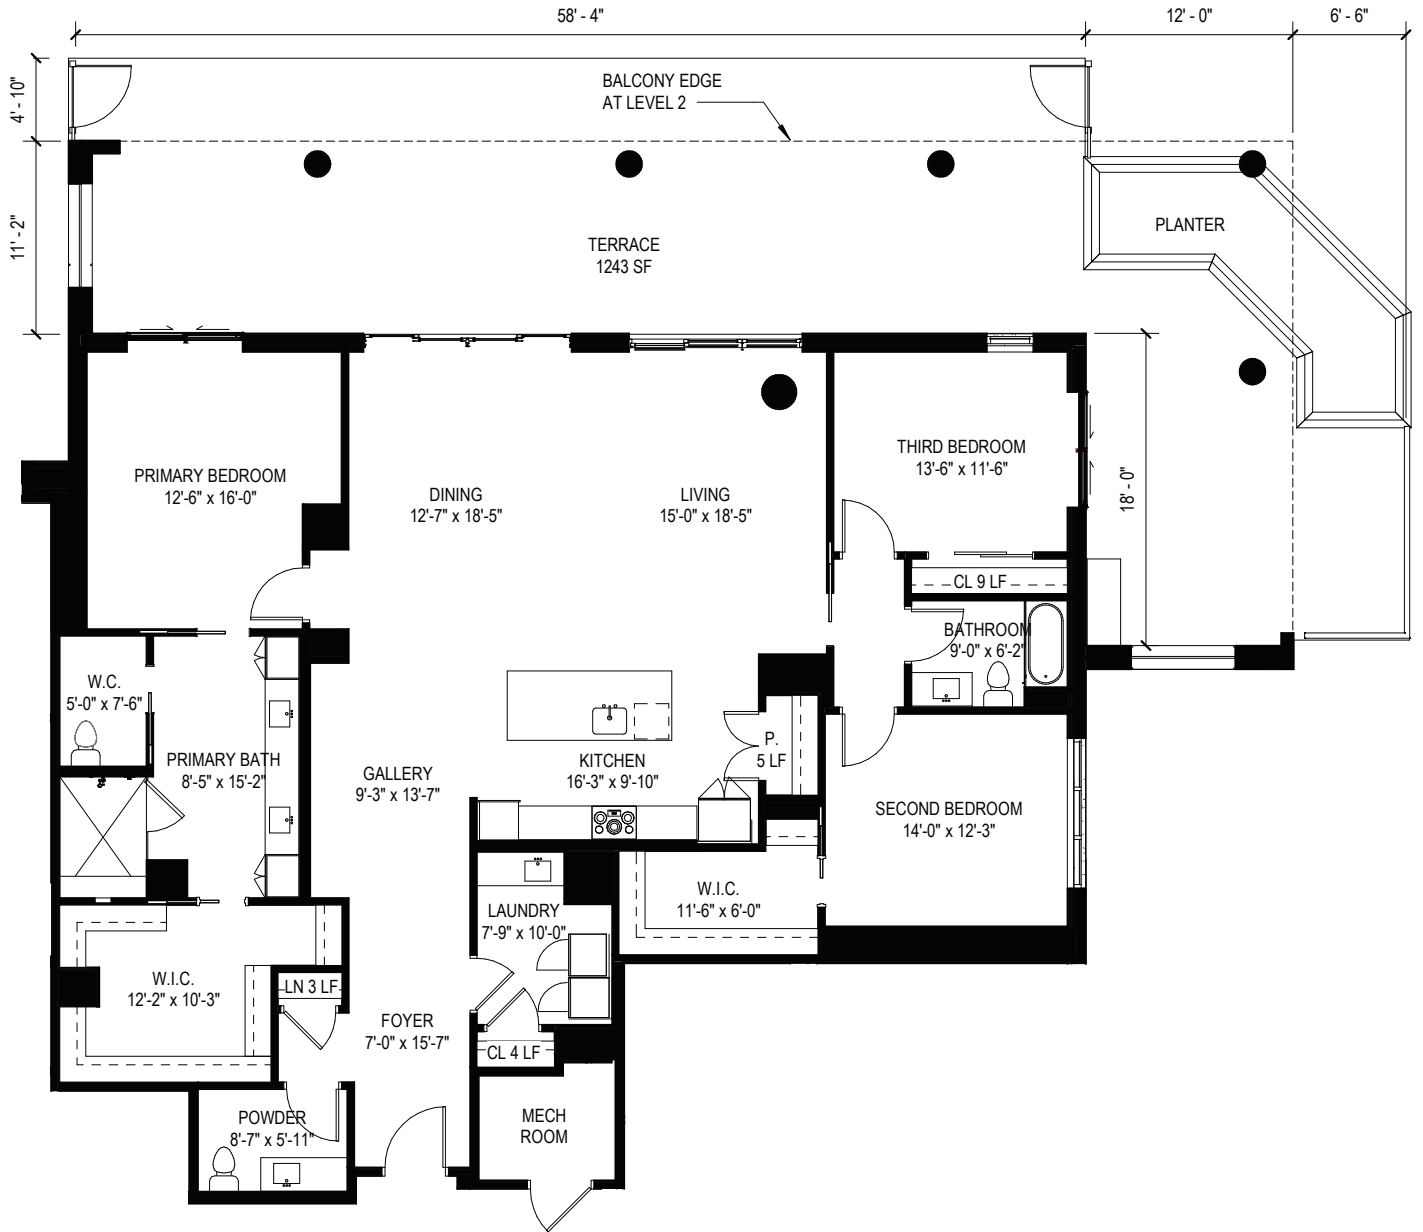 58' - 4"
12' - 0"
6' - 6"
4' - 10"
BALCONY EDGE
AT LEVEL 2
11' - 2"
TERRACE
1243 SF
PLANTER
PRIMARY BEDROOM
12'-6" x 16'-0"
DINING
12'-7" x 18'-5"
LIVING
15'-0" x 18'-5"
THIRD BEDROOM
13'-6" x 11'-6"
18' - 0"
CL 9 LF
BATHROOM
9'-0" x 6'-2"
W.C.
5'-0" x 7'-6"
PRIMARY BATH
8'-5" x 15'-2"
GALLERY
9'-3" x 13'-7"
KITCHEN
16'-3" x 9'-10"
P.
5 LF
SECOND BEDROOM
14'-0" x 12'-3"
W.I.C.
11'-6" x 6'-0"
LAUNDRY
7'-9" x 10'-0"
W.I.C.
12'-2" x 10'-3"
LN 3 LF
FOYER
7'-0" x 15'-7"
CL 4 LF
POWDER
8'-7" x 5'-11"
MECH
ROOM